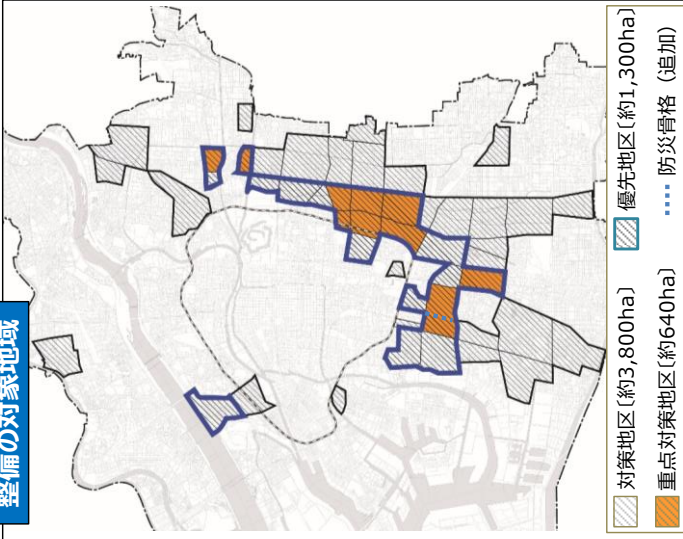 整備の対象地域
対策地区〔約3,800ha〕
優先地区〔約1,300ha〕
重点対策地区〔約640ha〕
防災骨格（追加）